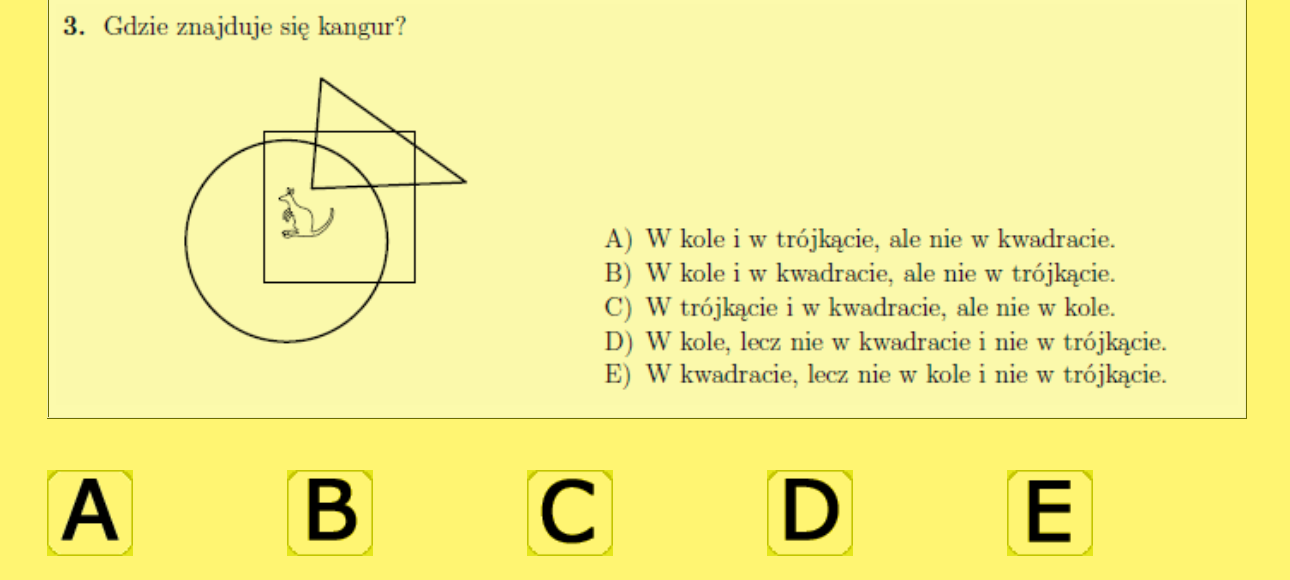 3. Gdzie znajduje się kangur?
A) W kole i w trójkącie, ale nie w kwadracie.
B) W kole i w kwadracie, ale nie w trójkącie.
C) W trójkącie i w kwadracie, ale nie w kole.
D) W kole, lecz nie w kwadracie i nie w trójkącie.
E) W kwadracie, lecz nie w kole i nie w trójkącie.
A B C D E